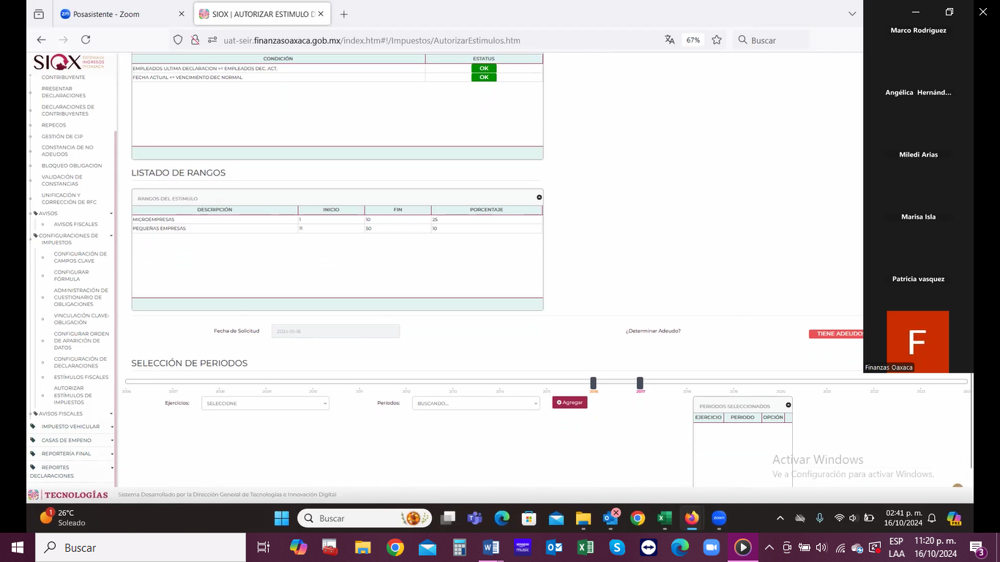 Posasistente - Zoom
SIOX | AUTORIZAR ESTIMULO D
uat-seir.finanzasoaxaca.gob.mx/index.htm#!/Impuestos/AutorizarEstimulos.htm
67%
Buscar
SIOX SISTEMA DE INGRESOS DE OAXACA
CONTRIBUYENTE
PRESENTAR
DECLARACIONES
DECLARACIONES DE
CONTRIBUYENTES
REPECOS
GESTIÓN DE CIP
CONSTANCIA DE NO
ADEUDOS
BLOQUEO OBLIGACION
VALIDACIÓN DE
CONSTANCIAS
UNIFICACIÓN Y
CORRECCIÓN DE RFC
AVISOS
AVISOS FISCALES
CONFIGURACIONES DE
IMPUESTOS
CONFIGURACIÓN DE
CAMPOS CLAVE
CONFIGURAR
FÓRMULA
ADMINISTRACIÓN DE
CUESTIONARIO DE
OBLIGACIONES
VINCULACIÓN CLAVE-
OBLIGACIÓN
CONFIGURAR ORDEN
DE APARICIÓN DE
DATOS
CONFIGURACIÓN DE
DECLARACIONES
ESTÍMULOS FISCALES
AUTORIZAR
ESTÍMULOS DE
IMPUESTOS
AVISOS FISCALES
IMPUESTO VEHICULAR
CASAS DE EMPENO
REPORTERÍA FINAL
REPORTES
DECLARACIONES
CONDICIÓN ESTATUS
EMPLEADOS ULTIMA DECLARACION >= EMPLEADOS DEC. ACT. OK
FECHA ACTUAL <= VENCIMIENTO DEC NORMAL OK
LISTADO DE RANGOS
RANGOS DEL ESTIMULO
DESCRIPCIÓN INICIO FIN PORCENTAJE
MICROEMPRESAS 1 10 25
PEQUEÑAS EMPRESAS 11 50 10
Fecha de Solicitud 2024-10-16 ¿Determinar Adeudo? TIENE ADEUDOS
SELECCIÓN DE PERIODOS
2006 2007 2008 2009 2010 2011 2012 2013 2014 2015 2016 2017 2018 2019 2020 2021 2022 2023
Ejercicios: SELECCIONE Periodos: BUSCANDO... Agregar
PERIODOS SELECCIONADOS
EJERCICIO PERIODO OPCIÓN
Activar Windows
Ve a Configuración para activar Windows.
TECNOLOGÍAS Sistema Desarrollado por la Dirección General de Tecnologías e Innovación Digital
Marco Rodríguez
Angélica Hernánd...
Miledi Arias
Marisa Isla
Patricia vasquez
F
Finanzas Oaxaca
1
26°C
Soleado
Buscar
zoom
PRE
02:41 p. m.
16/10/2024
Buscar
amazon music
ESP
LAA
11:20 p. m.
16/10/2024
3